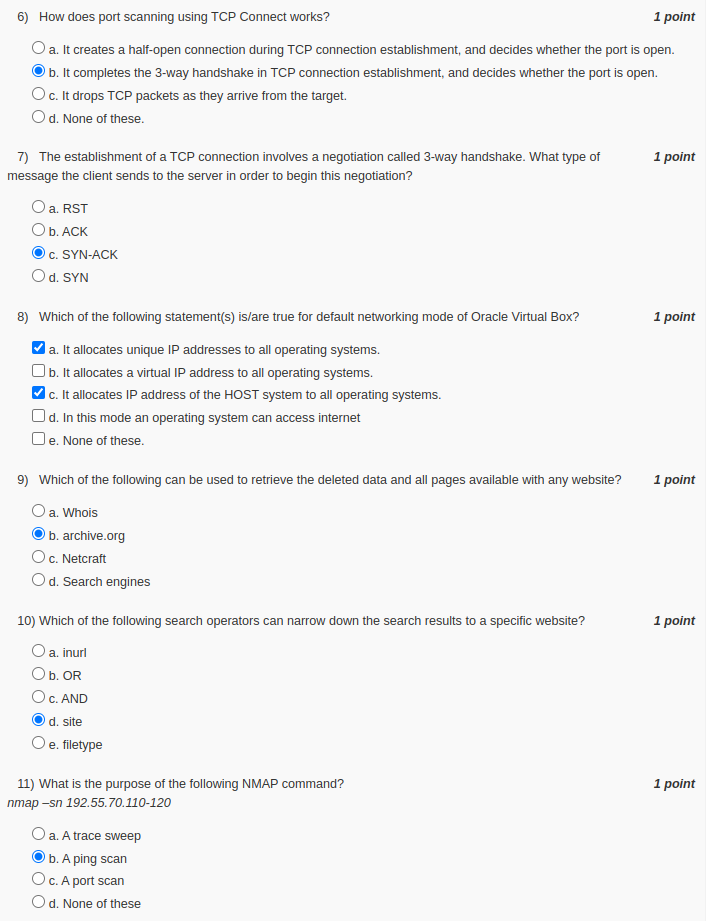 6) How does port scanning using TCP Connect works? 1 point
a. It creates a half-open connection during TCP connection establishment, and decides whether the port is open.
b. It completes the 3-way handshake in TCP connection establishment, and decides whether the port is open.
c. It drops TCP packets as they arrive from the target.
d. None of these.
7) The establishment of a TCP connection involves a negotiation called 3-way handshake. What type of 1 point
message the client sends to the server in order to begin this negotiation?
a. RST
b. ACK
c. SYN-ACK
d. SYN
8) Which of the following statement(s) is/are true for default networking mode of Oracle Virtual Box? 1 point
a. It allocates unique IP addresses to all operating systems.
b. It allocates a virtual IP address to all operating systems.
c. It allocates IP address of the HOST system to all operating systems.
d. In this mode an operating system can access internet
e. None of these.
9) Which of the following can be used to retrieve the deleted data and all pages available with any website? 1 point
a. Whois
b. archive.org
c. Netcraft
d. Search engines
10) Which of the following search operators can narrow down the search results to a specific website? 1 point
a. inurl
b. OR
c. AND
d. site
e. filetype
11) What is the purpose of the following NMAP command? 1 point
nmap –sn 192.55.70.110-120
a. A trace sweep
b. A ping scan
c. A port scan
d. None of these